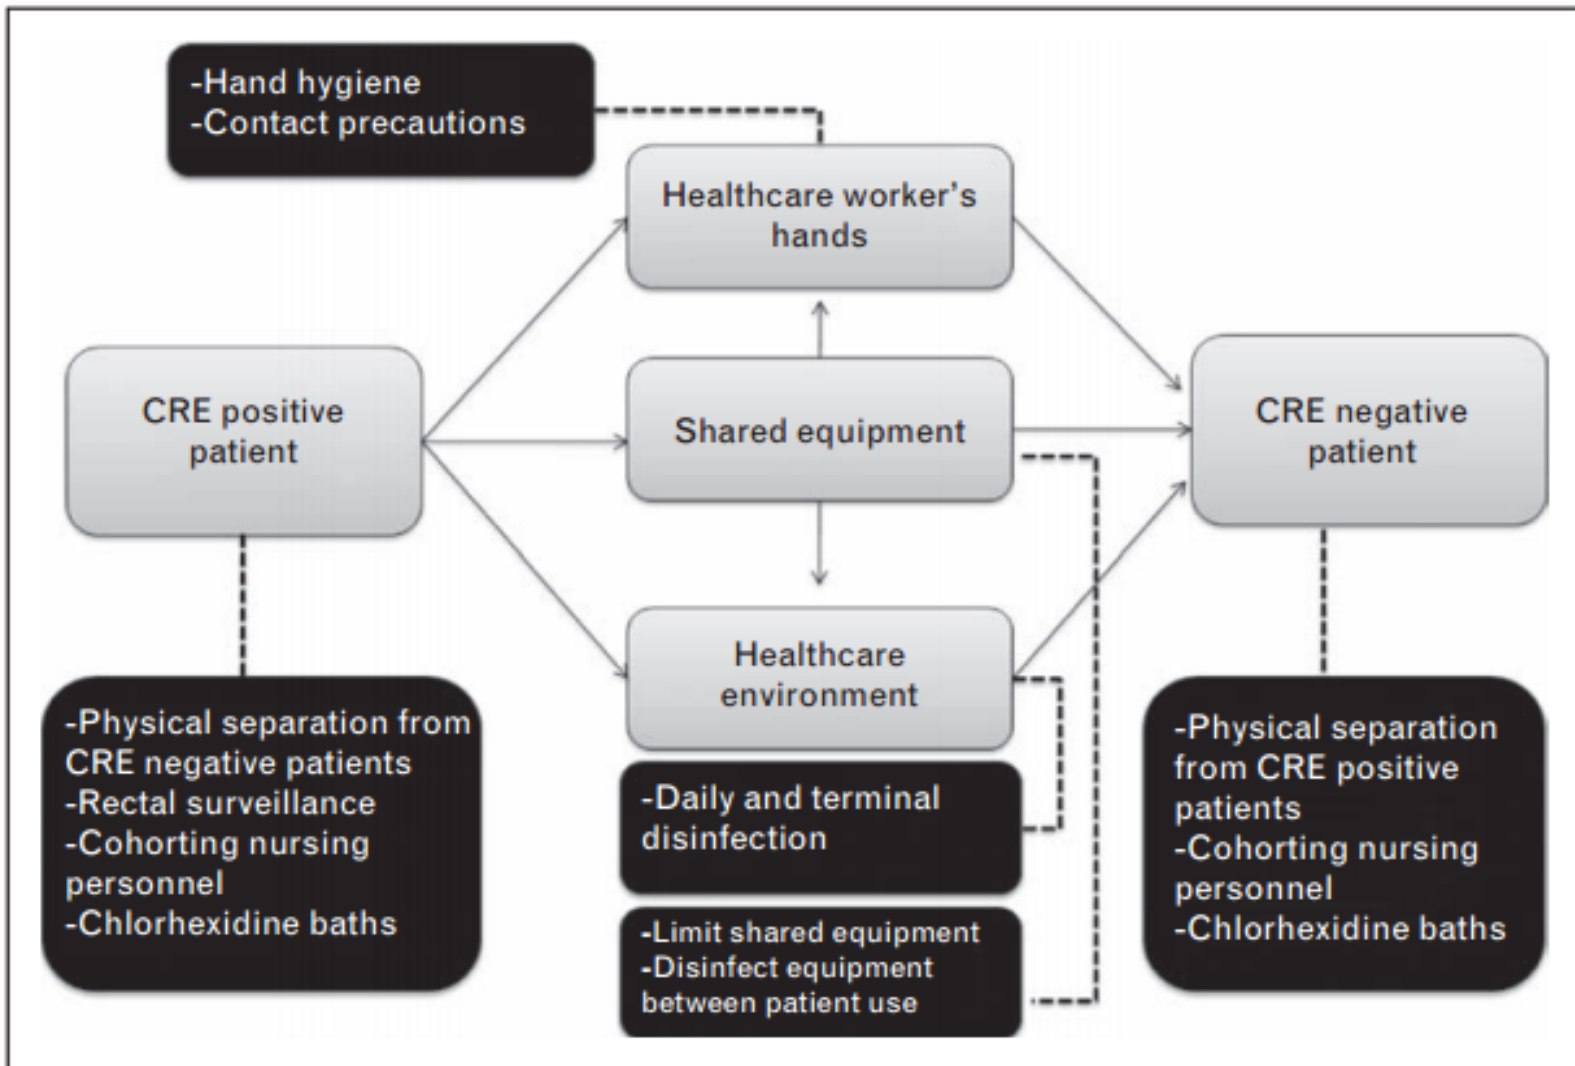 -Hand hygiene
-Contact precautions
Healthcare worker's
hands
CRE positive
patient
Shared equipment
CRE negative
patient
Healthcare
environment
-Physical separation from
CRE negative patients
-Rectal surveillance
-Cohorting nursing
personnel
-Chlorhexidine baths
-Daily and terminal
disinfection
-Limit shared equipment
-Disinfect equipment
between patient use
-Physical separation
from CRE positive
patients
-Cohorting nursing
personnel
-Chlorhexidine baths